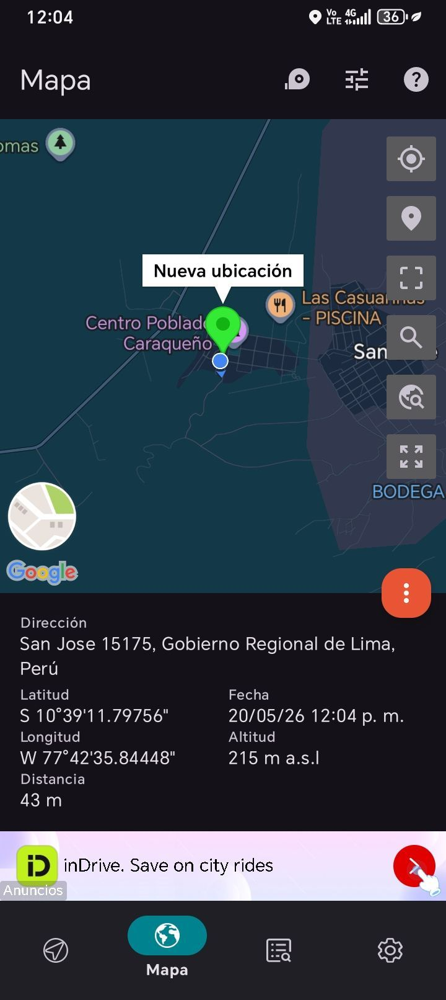 12:04
Vo
LTE
4G
36
Mapa
omas
Nueva ubicación
Las Casuarinas
- PISCINA
Centro Poblado
Caraqueño
San
BODEGA
Google
Dirección
San Jose 15175, Gobierno Regional de Lima,
Perú
Latitud
S 10°39'11.79756"
Fecha
20/05/26 12:04 p. m.
Longitud
W 77°42'35.84448"
Altitud
215 m a.s.l
Distancia
43 m
iD
inDrive. Save on city rides
Anuncios
Mapa